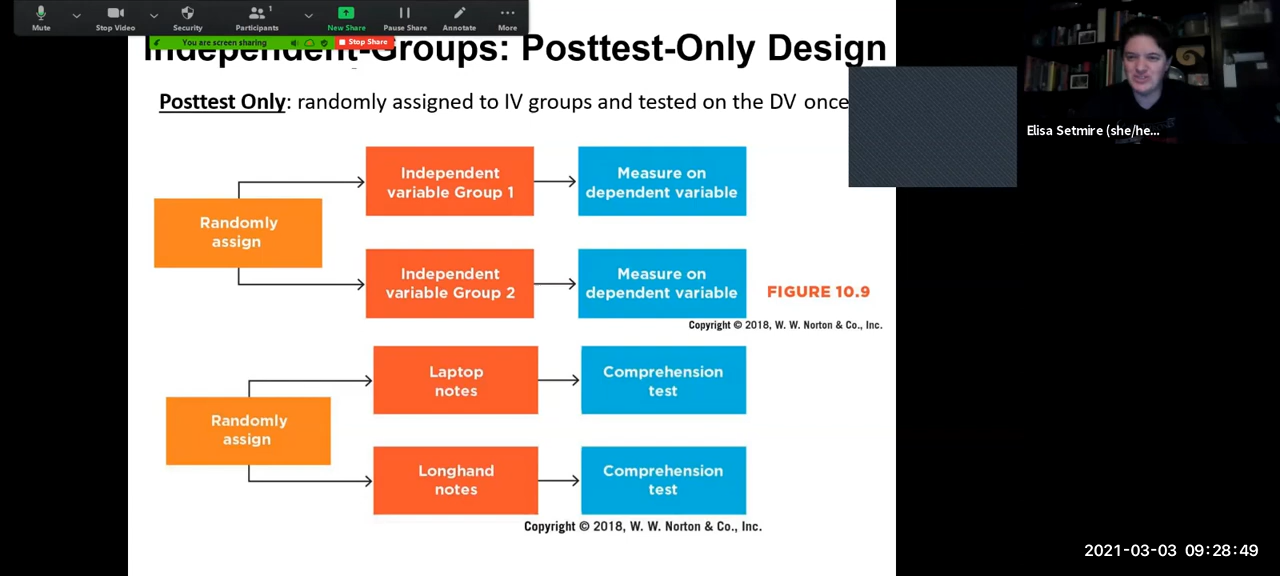 Mute
Stop Video
Security
Participants
1
New Share
Pause Share
Annotate
More
You are screen sharing
Stop Share
Independent-Groups: Posttest-Only Design
Posttest Only: randomly assigned to IV groups and tested on the DV once
Elisa Setmire (she/he...
Randomly
assign
Independent
variable Group 1
Measure on
dependent variable
Independent
variable Group 2
Measure on
dependent variable
FIGURE 10.9
Copyright © 2018, W. W. Norton & Co., Inc.
Randomly
assign
Laptop
notes
Comprehension
test
Longhand
notes
Comprehension
test
Copyright © 2018, W. W. Norton & Co., Inc.
2021-03-03 09:28:49